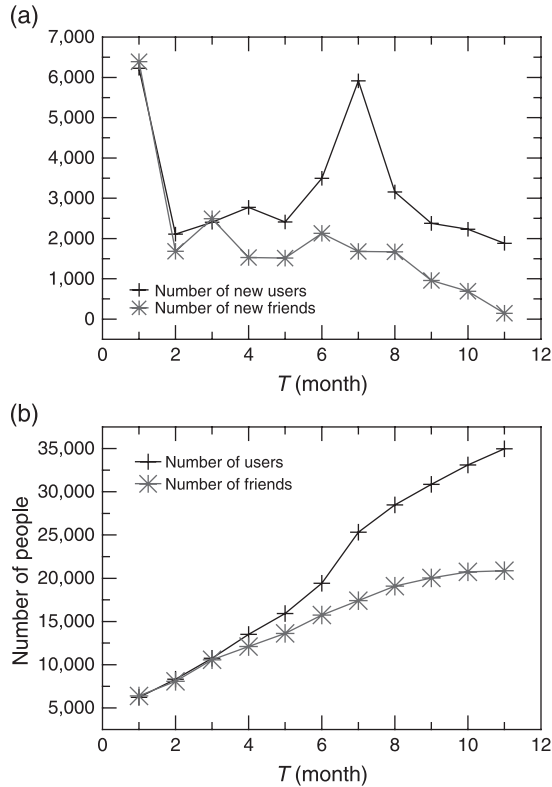 (a)
7,000
6,000
5,000
4,000
3,000
2,000
1,000
0
Number of new users
Number of new friends
0 2 4 6 8 10 12
T (month)
(b)
Number of people
35,000
30,000
25,000
20,000
15,000
10,000
5,000
Number of users
Number of friends
0 2 4 6 8 10 12
T (month)